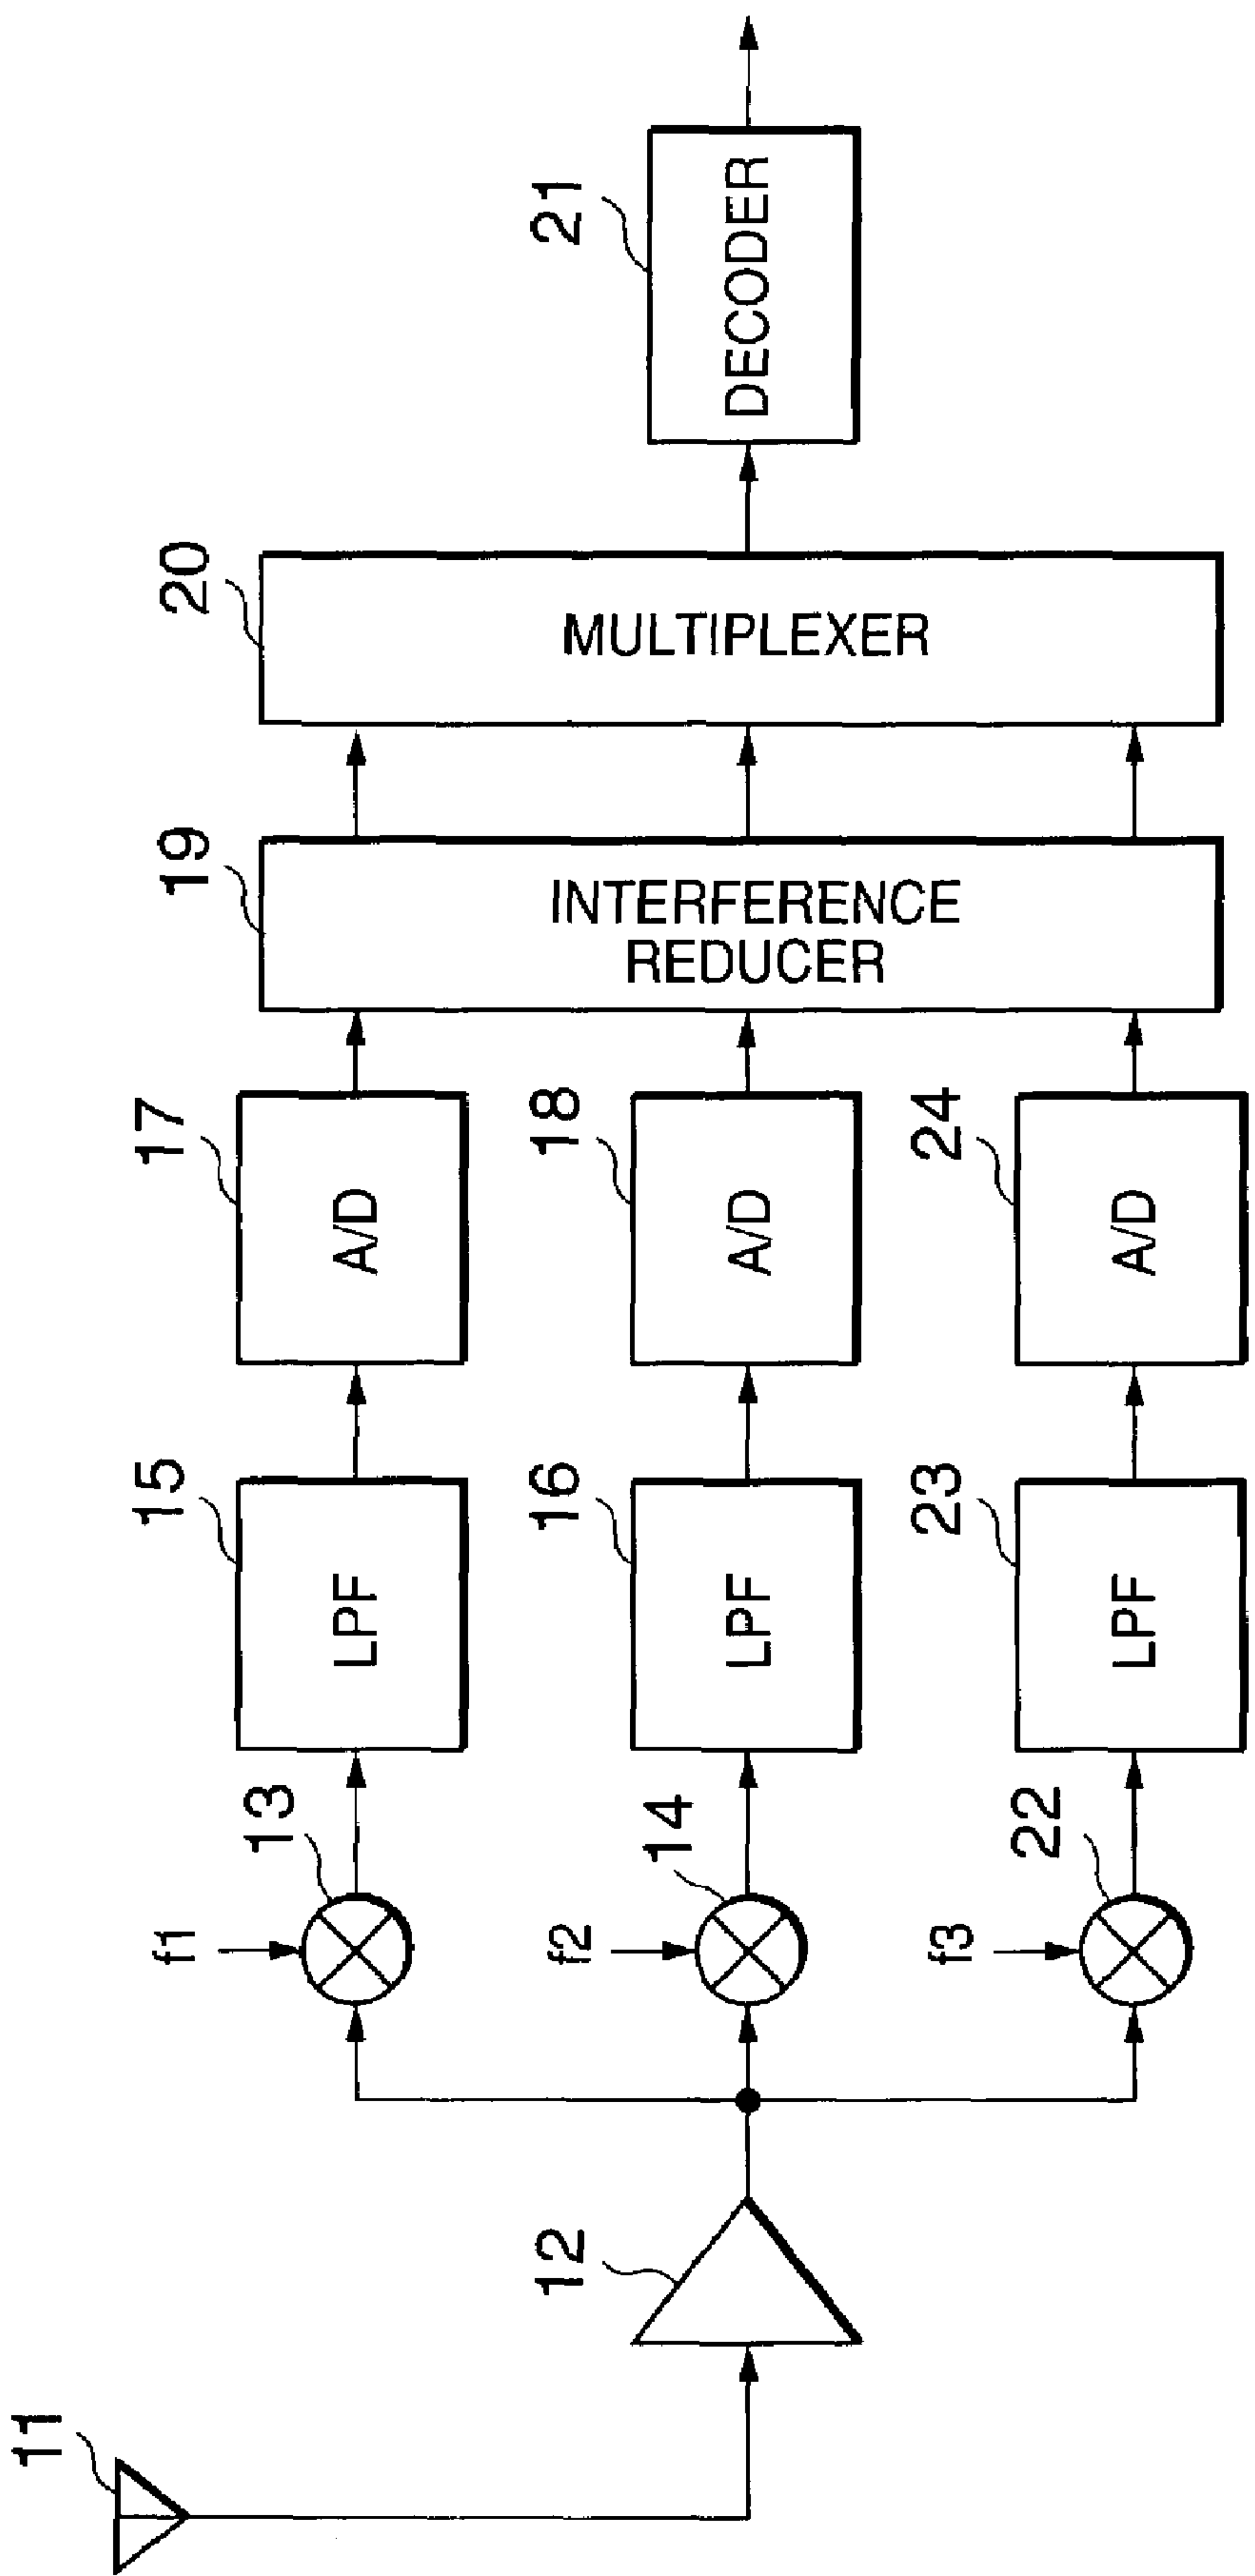 11
12
f1
13
f2
14
f3
22
15
LPF
16
LPF
23
LPF
17
A/D
18
A/D
24
A/D
19
INTERFERENCE
REDUCER
20
MULTIPLEXER
21
DECODER